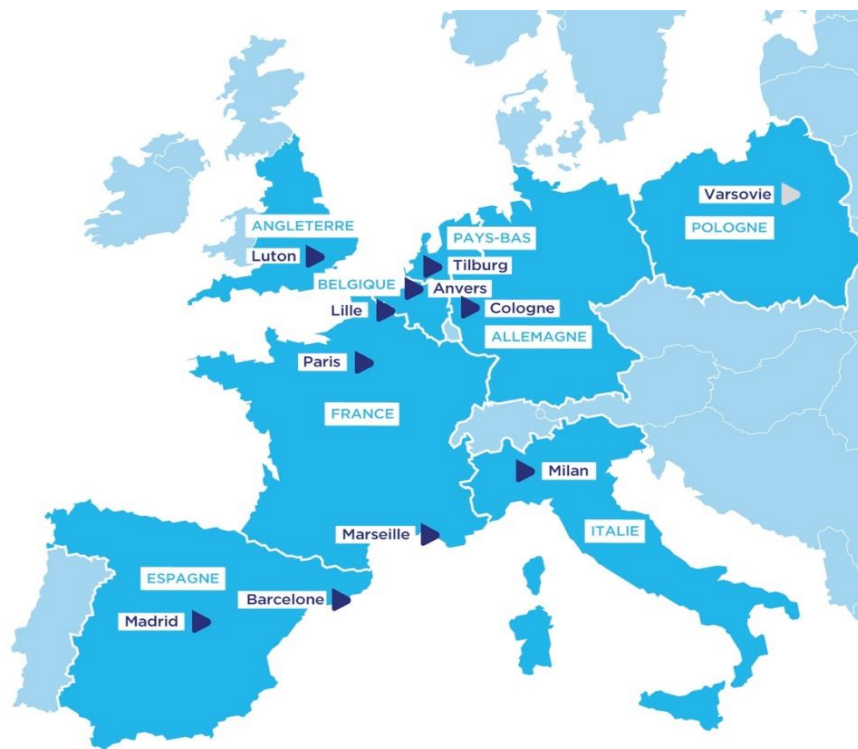 Varsovie
POLOGNE
ANGLETERRE
Luton
PAYS-BAS
Tilburg
BELGIQUE
Anvers
Lille
Cologne
ALLEMAGNE
Paris
FRANCE
Milan
Marseille
ITALIE
ESPAGNE
Barcelone
Madrid